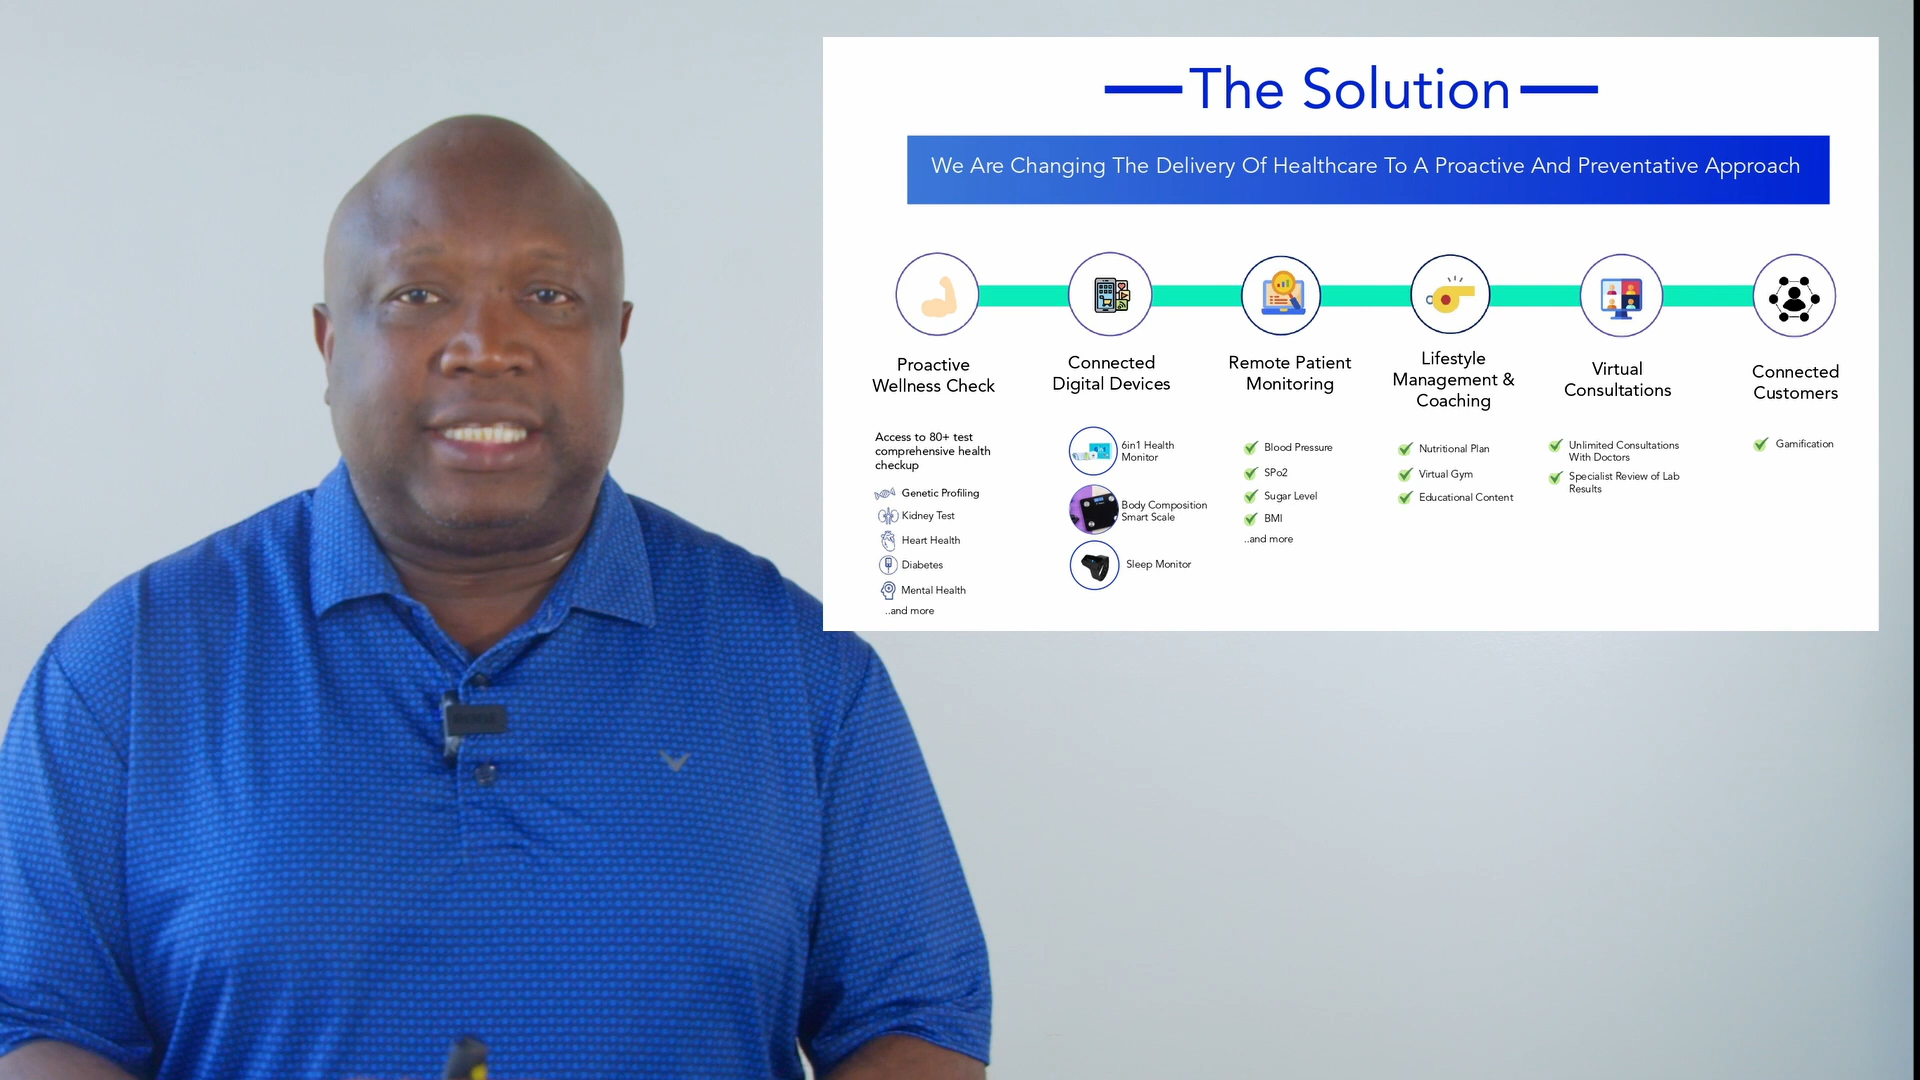 The Solution
We Are Changing The Delivery Of Healthcare To A Proactive And Preventative Approach
Proactive
Wellness Check
Access to 80+ test
comprehensive health
checkup
Genetic Profiling
Kidney Test
Heart Health
Diabetes
Mental Health
..and more
Connected
Digital Devices
6in1 Health
Monitor
Body Composition
Smart Scale
Sleep Monitor
Remote Patient
Monitoring
Blood Pressure
SPo2
Sugar Level
BMI
..and more
Lifestyle
Management &
Coaching
Nutritional Plan
Virtual Gym
Educational Content
Virtual
Consultations
Unlimited Consultations
With Doctors
Specialist Review of Lab
Results
Connected
Customers
Gamification